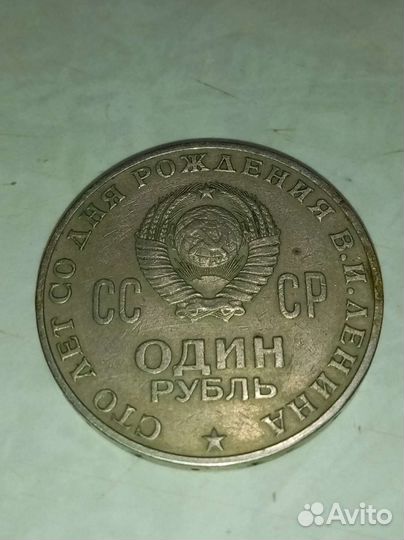 СТО ЛЕТ СО ДНЯ РОЖДЕНИЯ В.И.ЛЕНИНА
СС СР
ОДИН
РУБЛЬ
Avito